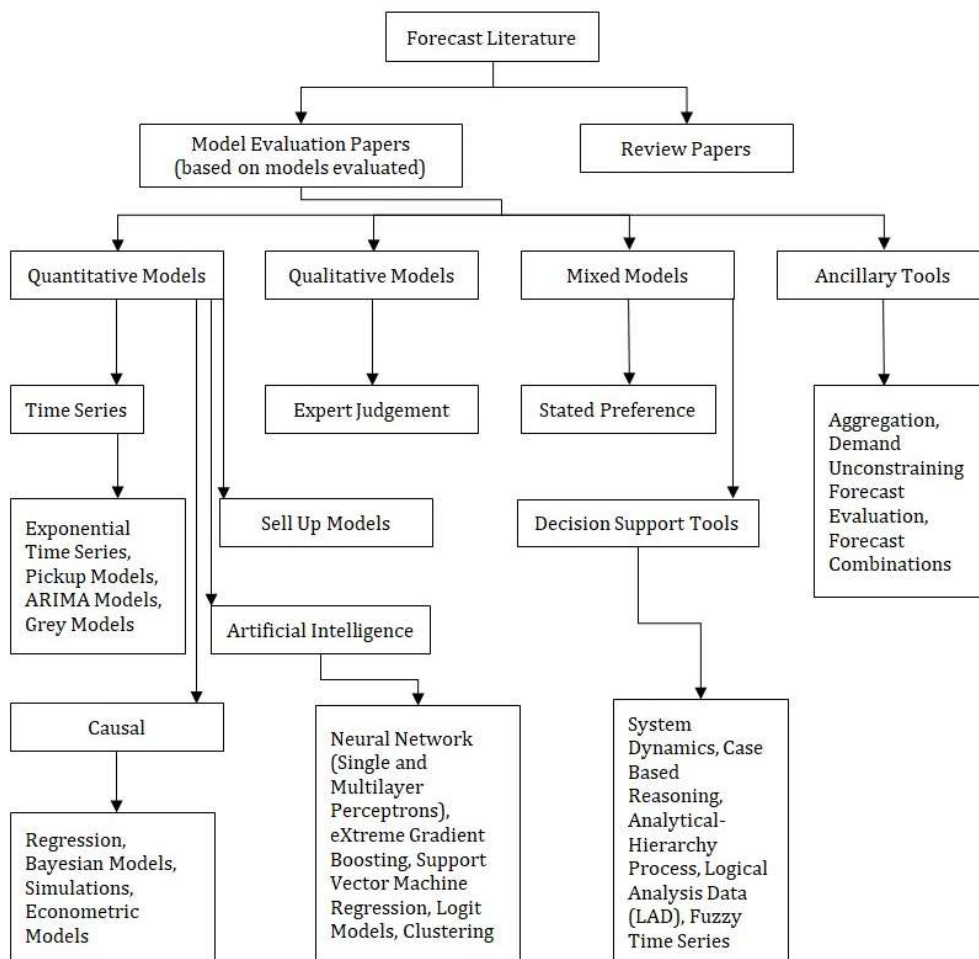 Forecast Literature
Model Evaluation Papers
(based on models evaluated)
Review Papers
Quantitative Models
Qualitative Models
Mixed Models
Ancillary Tools
Time Series
Expert Judgement
Stated Preference
Aggregation,
Demand
Unconstraining
Forecast
Evaluation,
Forecast
Combinations
Exponential
Time Series,
Pickup Models,
ARIMA Models,
Grey Models
Sell Up Models
Decision Support Tools
Artificial Intelligence
Causal
Neural Network
(Single and
Multilayer
Perceptrons),
eXtreme Gradient
Boosting, Support
Vector Machine
Regression, Logit
Models, Clustering
System
Dynamics, Case
Based
Reasoning,
Analytical-
Hierarchy
Process, Logical
Analysis Data
(LAD), Fuzzy
Time Series
Regression,
Bayesian Models,
Simulations,
Econometric
Models